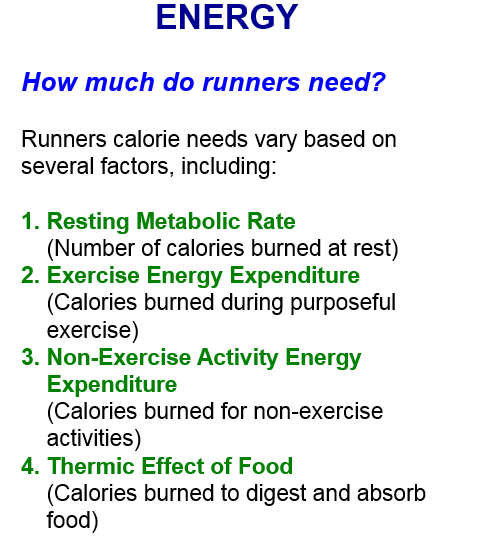 ENERGY
How much do runners need?
Runners calorie needs vary based on
several factors, including:
1. Resting Metabolic Rate
(Number of calories burned at rest)
2. Exercise Energy Expenditure
(Calories burned during purposeful
exercise)
3. Non-Exercise Activity Energy
Expenditure
(Calories burned for non-exercise
activities)
4. Thermic Effect of Food
(Calories burned to digest and absorb
food)